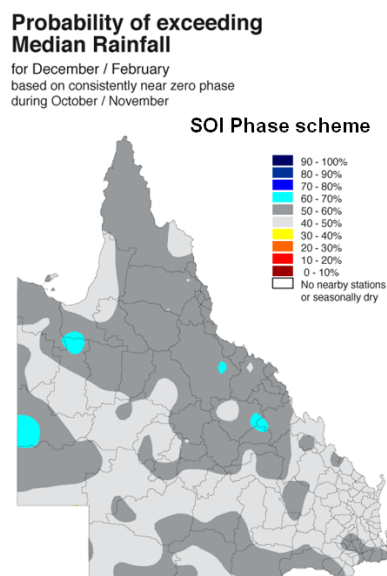 Probability of exceeding
Median Rainfall
for December / February
based on consistently near zero phase
during October / November
SOI Phase scheme
90 - 100%
80 - 90%
70 - 80%
60 - 70%
50 - 60%
40 - 50%
30 - 40%
20 - 30%
10 - 20%
0 - 10%
No nearby stations
or seasonally dry